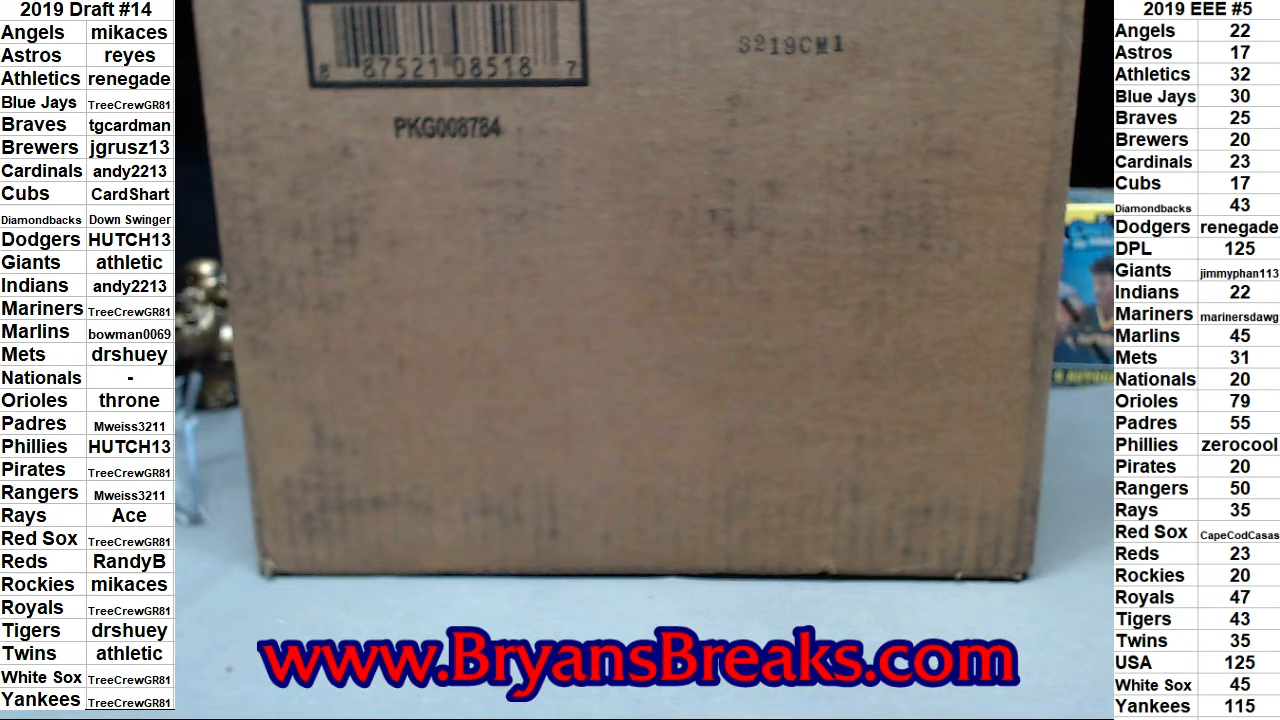 2019 Draft #14
Angels mikaces
Astros reyes
Athletics renegade
Blue Jays TreeCrewGR81
Braves tgcardman
Brewers jgrusz13
Cardinals andy2213
Cubs CardShart
Diamondbacks Down Swinger
Dodgers HUTCH13
Giants athletic
Indians andy2213
Mariners TreeCrewGR81
Marlins bowman0069
Mets drshuey
Nationals -
Orioles throne
Padres Mweiss3211
Phillies HUTCH13
Pirates TreeCrewGR81
Rangers Mweiss3211
Rays Ace
Red Sox TreeCrewGR81
Reds RandyB
Rockies mikaces
Royals TreeCrewGR81
Tigers drshuey
Twins athletic
White Sox TreeCrewGR81
Yankees TreeCrewGR81
8 87521 08518 7
S219CM1
PKG008784
www.BryansBreaks.com
2019 EEE #5
Angels 22
Astros 17
Athletics 32
Blue Jays 30
Braves 25
Brewers 20
Cardinals 23
Cubs 17
Diamondbacks 43
Dodgers renegade
DPL 125
Giants jimmyphan113
Indians 22
Mariners marinersdawg
Marlins 45
Mets 31
Nationals 20
Orioles 79
Padres 55
Phillies zerocool
Pirates 20
Rangers 50
Rays 35
Red Sox CapeCodCasas
Reds 23
Rockies 20
Royals 47
Tigers 43
Twins 35
USA 125
White Sox 45
Yankees 115